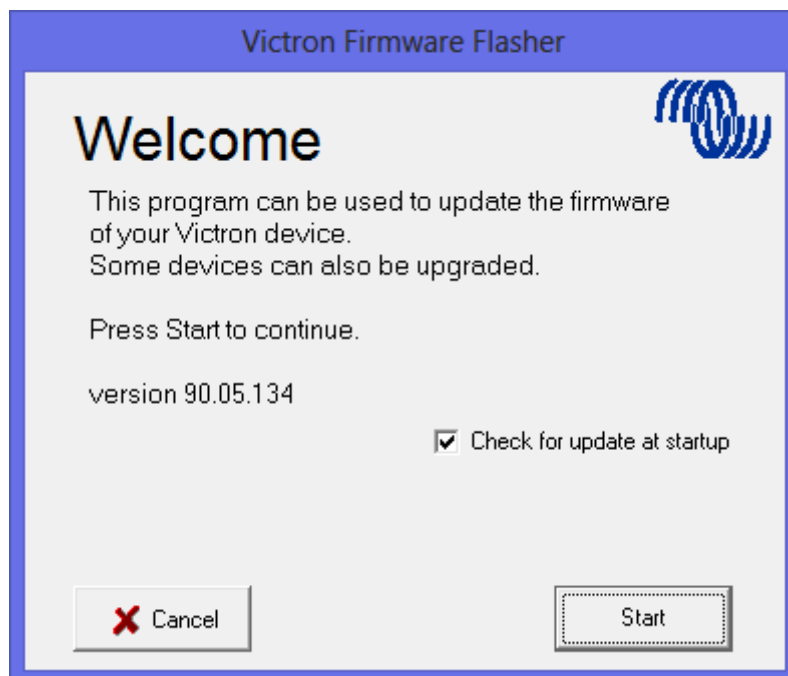 Victron Firmware Flasher
Welcome
This program can be used to update the firmware
of your Victron device.
Some devices can also be upgraded.
Press Start to continue.
version 90.05.134
Check for update at startup
Cancel
Start